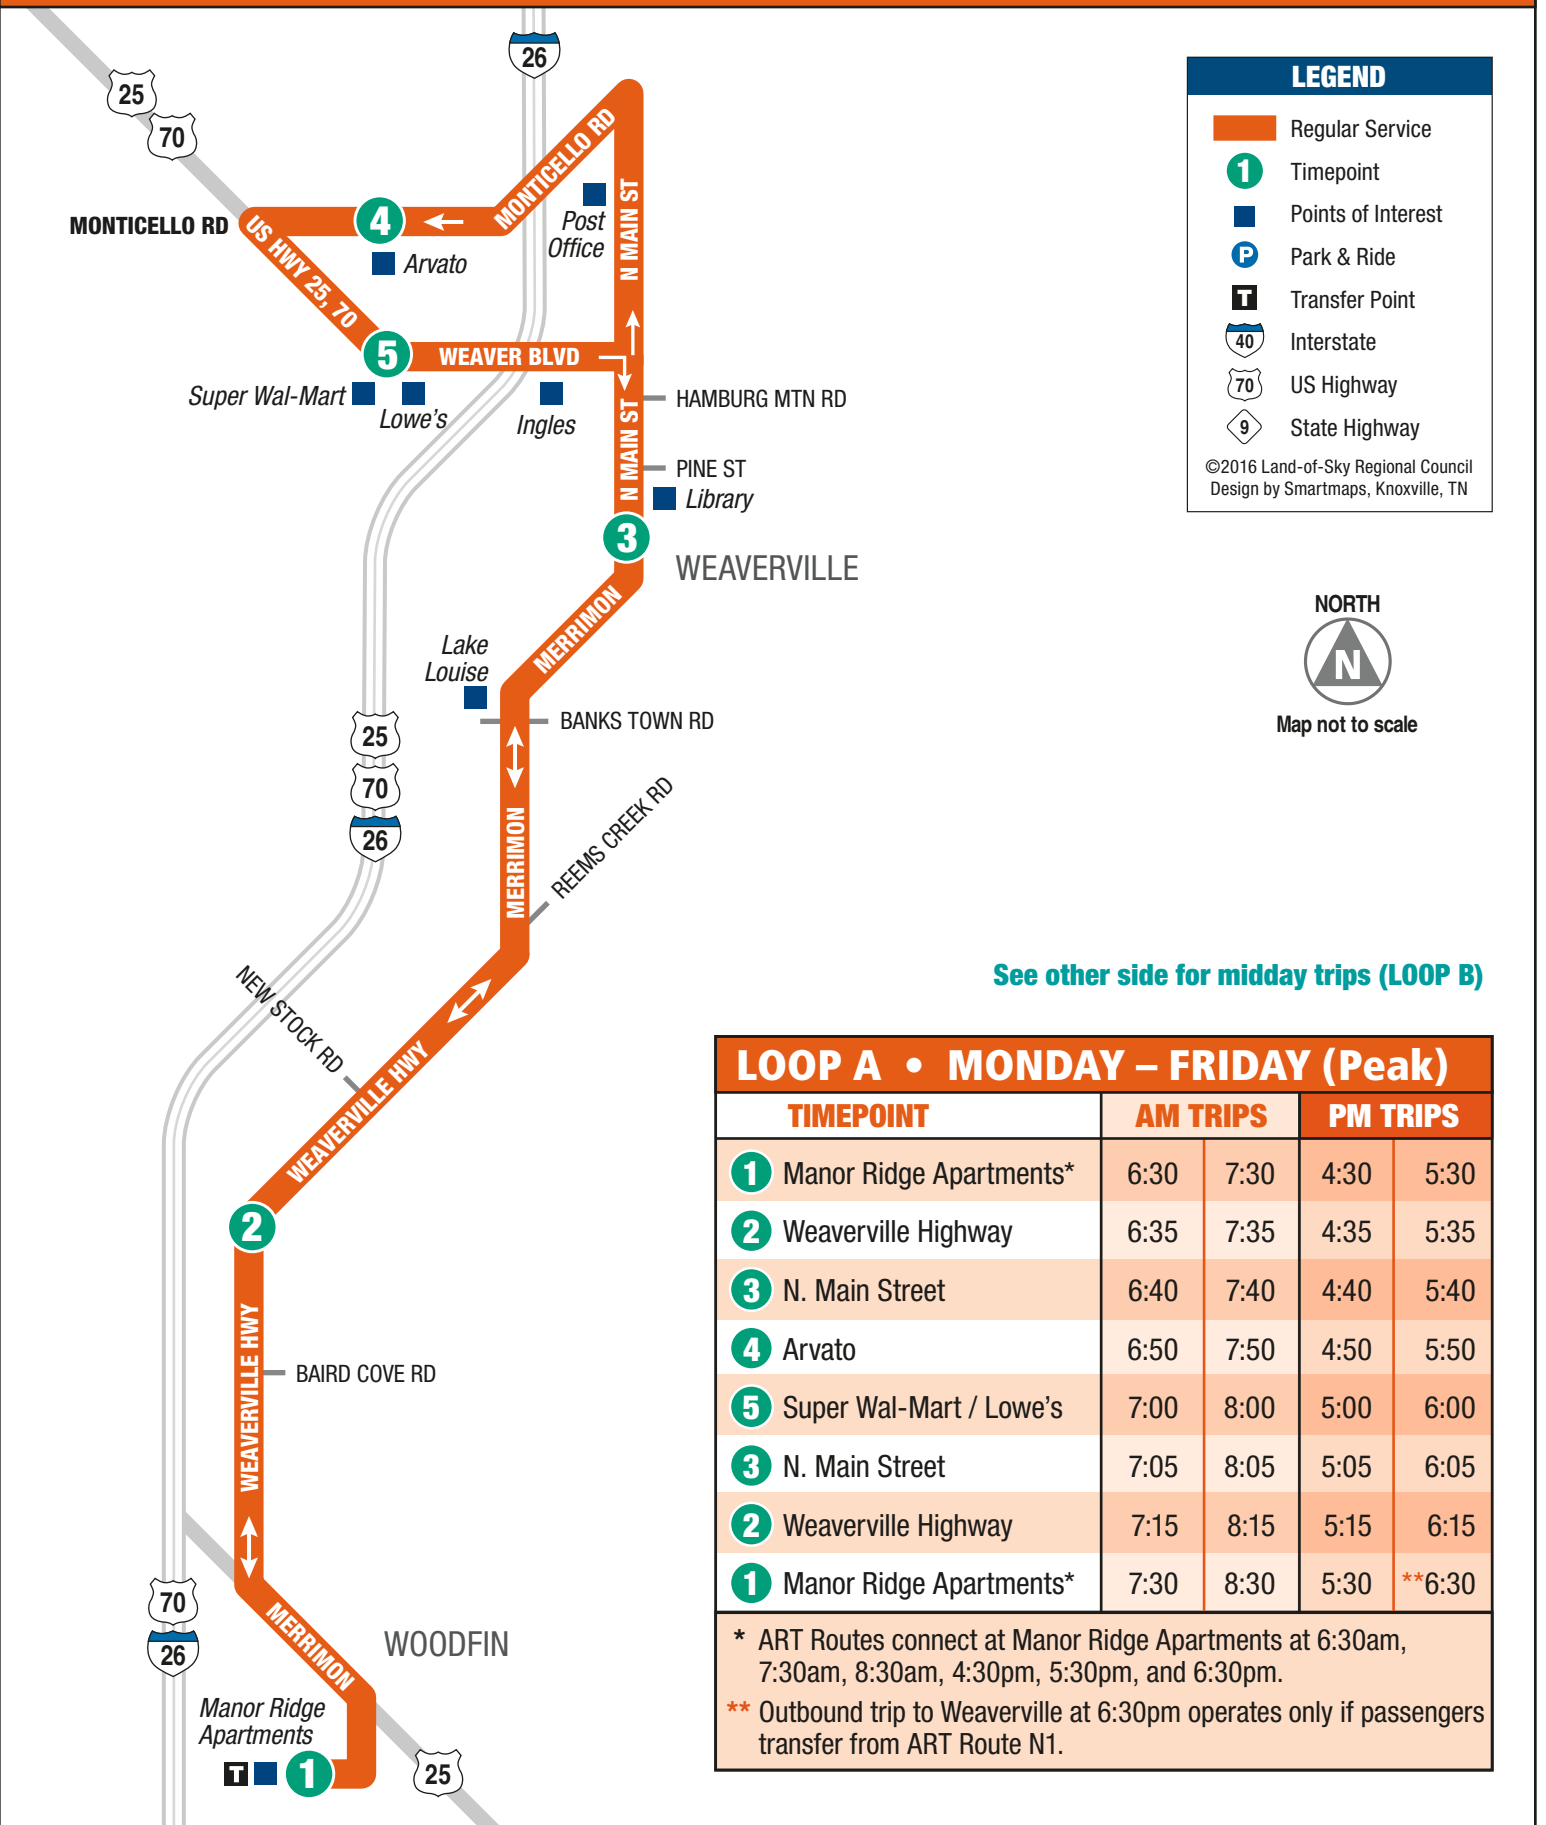 26
25
70
MONTICELLO RD
MONTICELLO RD
N MAIN ST
Post
Office
4
Arvato
US HWY 25, 70
5
WEAVER BLVD
Super Wal-Mart
Lowe's
Ingles
HAMBURG MTN RD
N MAIN ST
PINE ST
Library
3
WEAVERVILLE
MERRIMON
Lake
Louise
BANKS TOWN RD
25
70
26
MERRIMON
REEMS CREEK RD
NEW STOCK RD
WEAVERVILLE HWY
2
WEAVERVILLE HWY
BAIRD COVE RD
70
26
MERRIMON
WOODFIN
Manor Ridge
Apartments
T
1
25
LEGEND
Regular Service
1 Timepoint
Points of Interest
P Park & Ride
T Transfer Point
40 Interstate
70 US Highway
9 State Highway
©2016 Land-of-Sky Regional Council
Design by Smartmaps, Knoxville, TN
NORTH
N
Map not to scale
See other side for midday trips (LOOP B)
LOOP A • MONDAY – FRIDAY (Peak)
TIMEPOINT AM TRIPS PM TRIPS
1 Manor Ridge Apartments* 6:30 7:30 4:30 5:30
2 Weaverville Highway 6:35 7:35 4:35 5:35
3 N. Main Street 6:40 7:40 4:40 5:40
4 Arvato 6:50 7:50 4:50 5:50
5 Super Wal-Mart / Lowe's 7:00 8:00 5:00 6:00
3 N. Main Street 7:05 8:05 5:05 6:05
2 Weaverville Highway 7:15 8:15 5:15 6:15
1 Manor Ridge Apartments* 7:30 8:30 5:30 **6:30
* ART Routes connect at Manor Ridge Apartments at 6:30am,
7:30am, 8:30am, 4:30pm, 5:30pm, and 6:30pm.
** Outbound trip to Weaverville at 6:30pm operates only if passengers
transfer from ART Route N1.